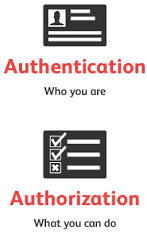 Authentication
Who you are
Authorization
What you can do